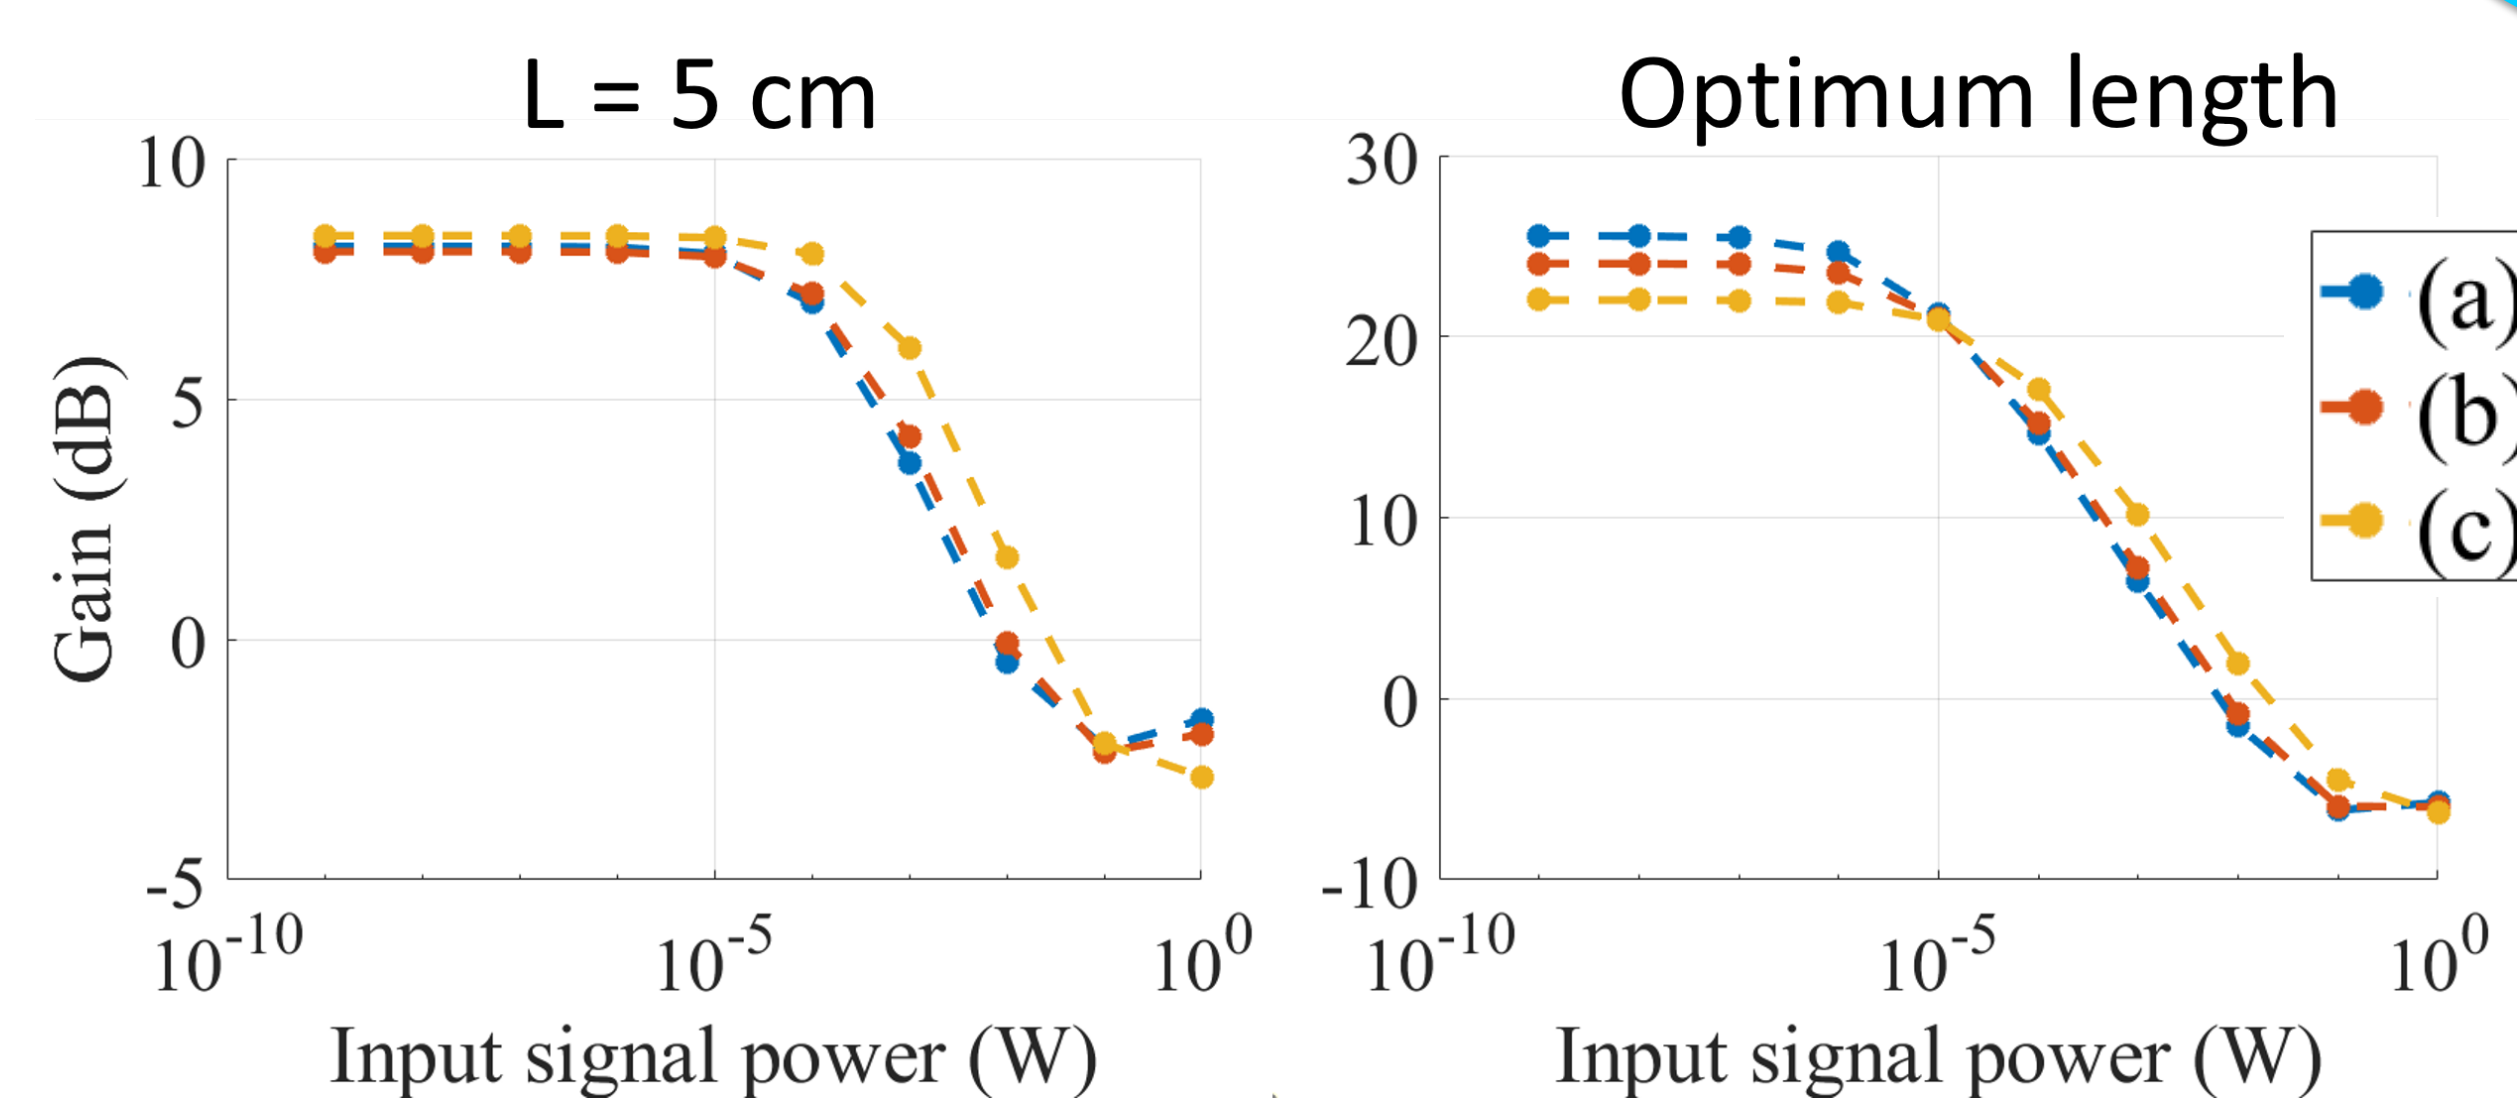 L = 5 cm
Gain (dB)
10
5
0
-5
10-10
10-5
100
Input signal power (W)
Optimum length
30
20
10
0
-10
10-10
10-5
100
Input signal power (W)
(a)
(b)
(c)